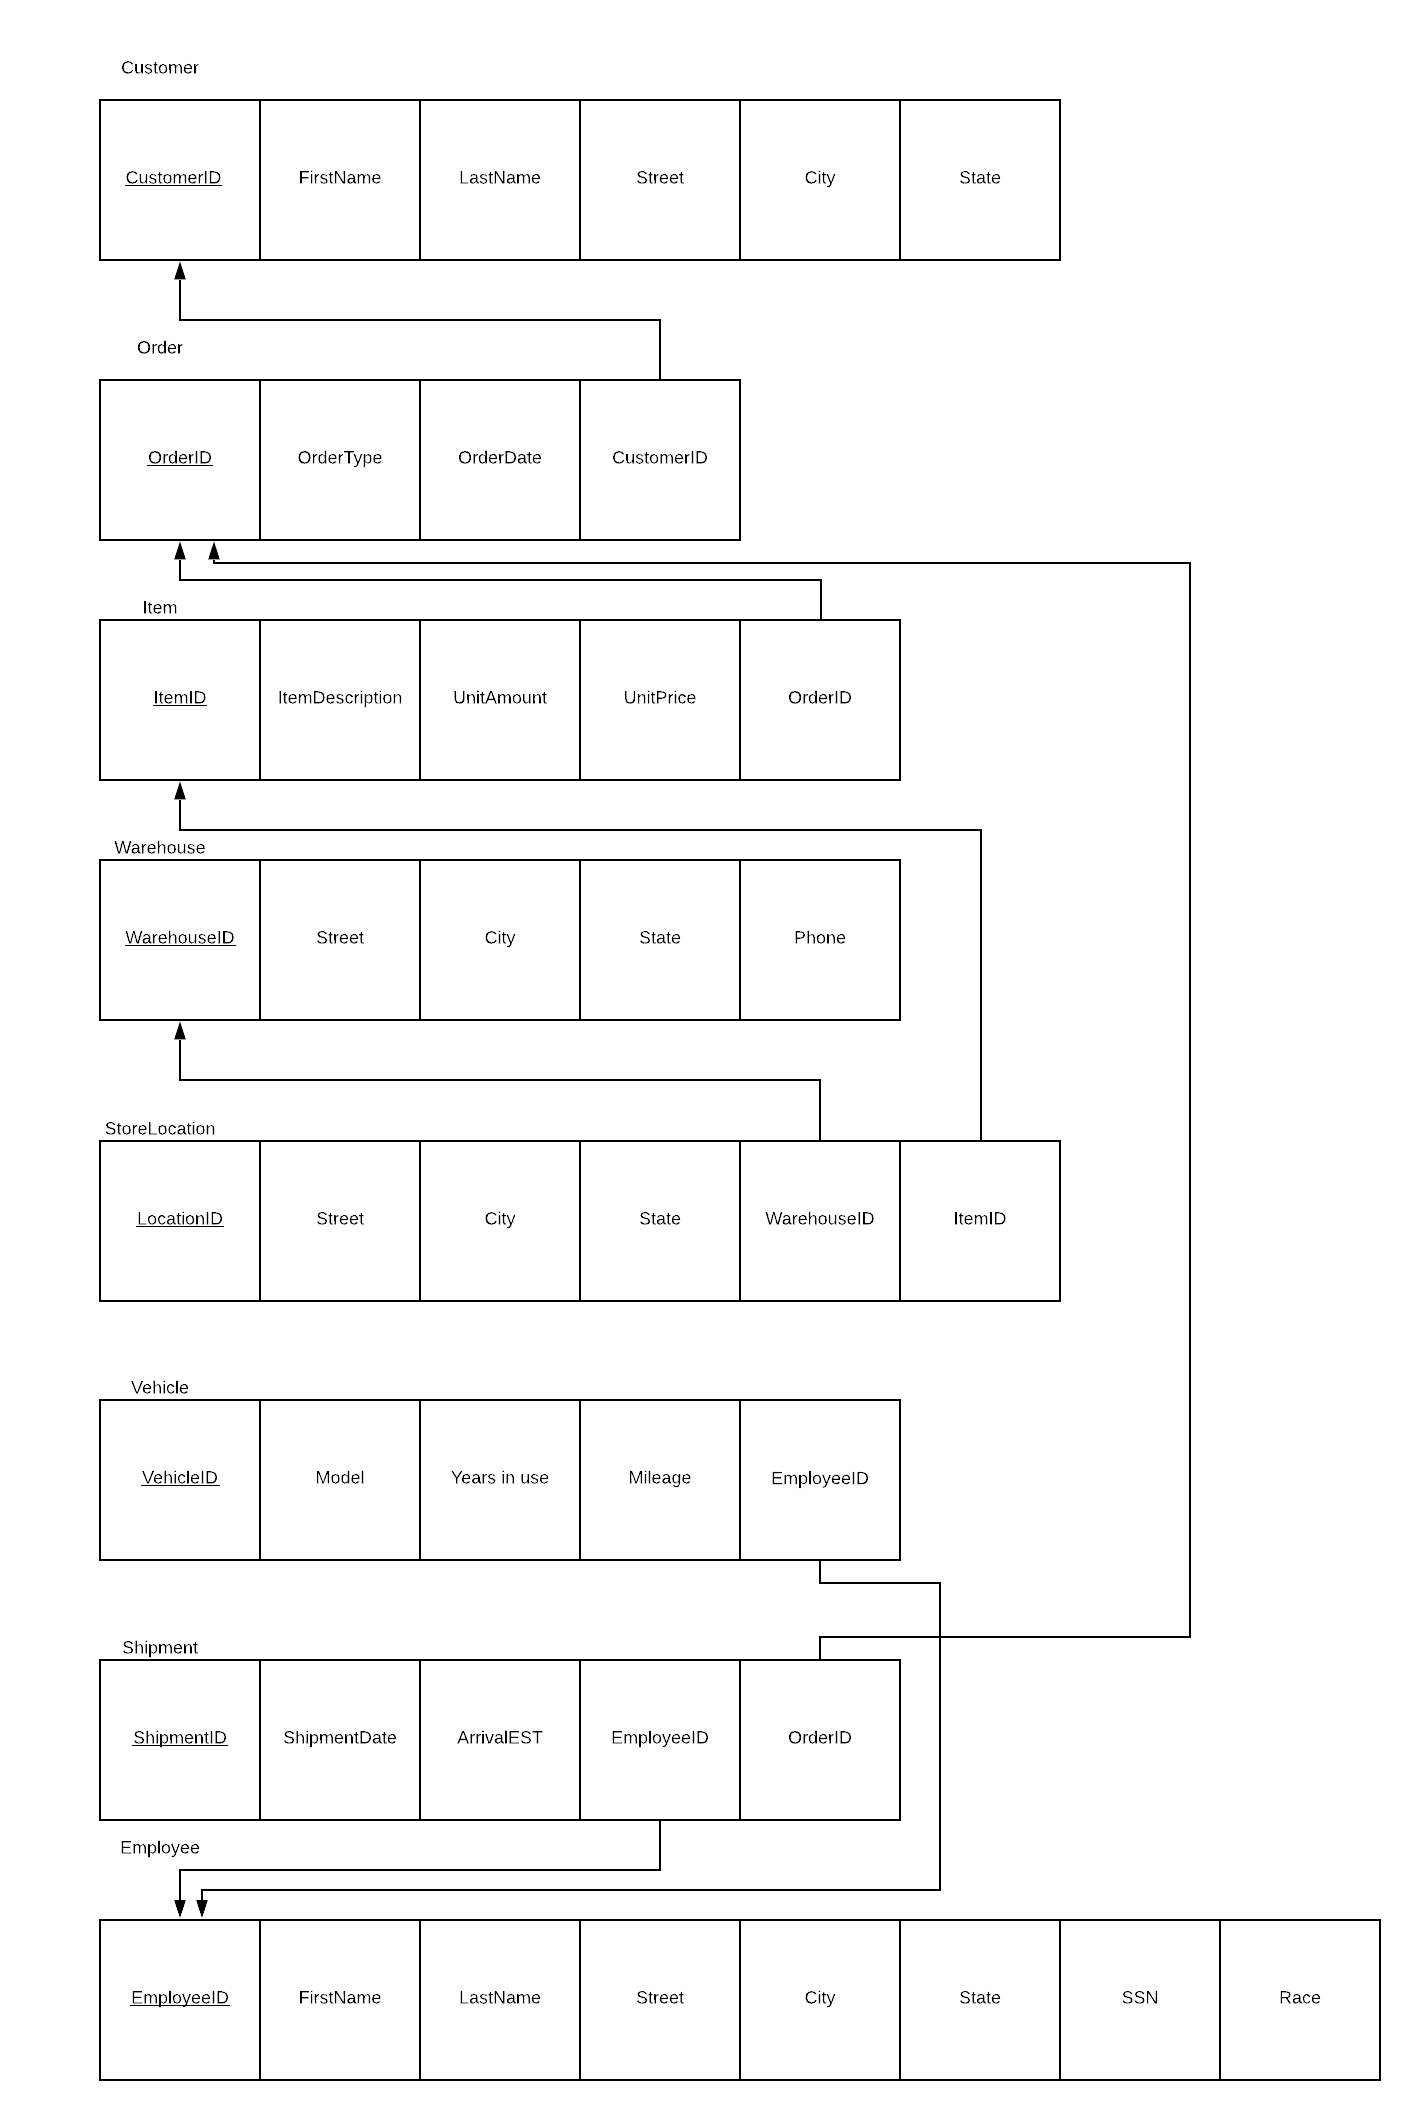 Customer
CustomerID FirstName LastName Street City State
Order
OrderID OrderType OrderDate CustomerID
Item
ItemID ItemDescription UnitAmount UnitPrice OrderID
Warehouse
WarehouseID Street City State Phone
StoreLocation
LocationID Street City State WarehouseID ItemID
Vehicle
VehicleID Model Years in use Mileage EmployeeID
Shipment
ShipmentID ShipmentDate ArrivalEST EmployeeID OrderID
Employee
EmployeeID FirstName LastName Street City State SSN Race